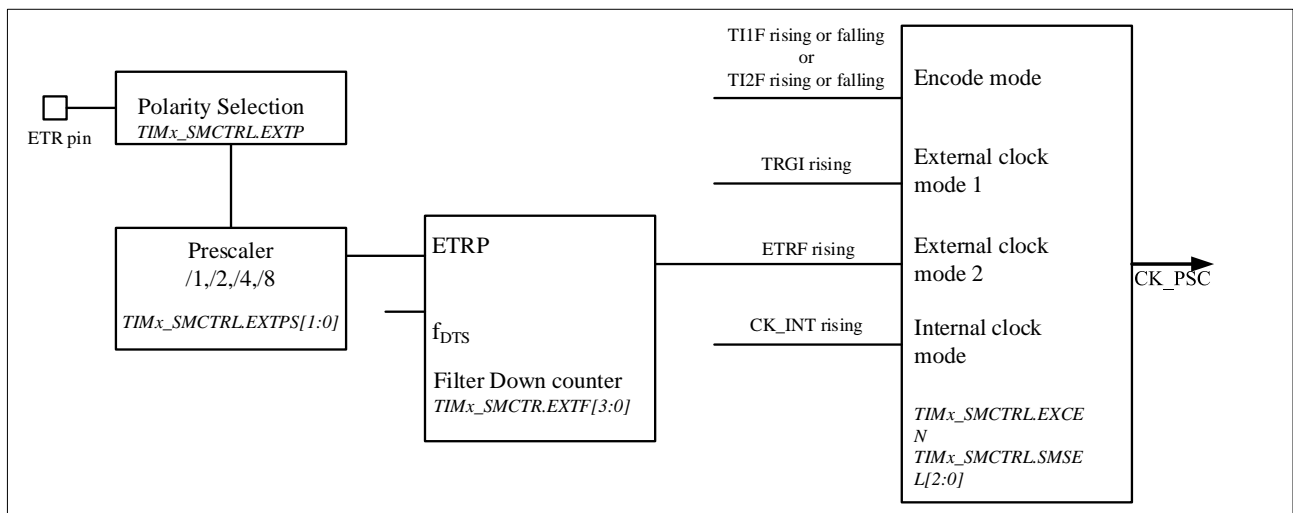 TI1F rising or falling
or
TI2F rising or falling
Encode mode
Polarity Selection
TIMx_SMCTRL.EXTP
ETR pin
TRGI rising
External clock
mode 1
Prescaler
/1,/2,/4,/8
TIMx_SMCTRL.EXTPS[1:0]
ETRP
fDTS
Filter Down counter
TIMx_SMCTR.EXTF[3:0]
ETRF rising
External clock
mode 2
CK_PSC
CK_INT rising
Internal clock
mode
TIMx_SMCTRL.EXCE
N
TIMx_SMCTRL.SMSE
L[2:0]